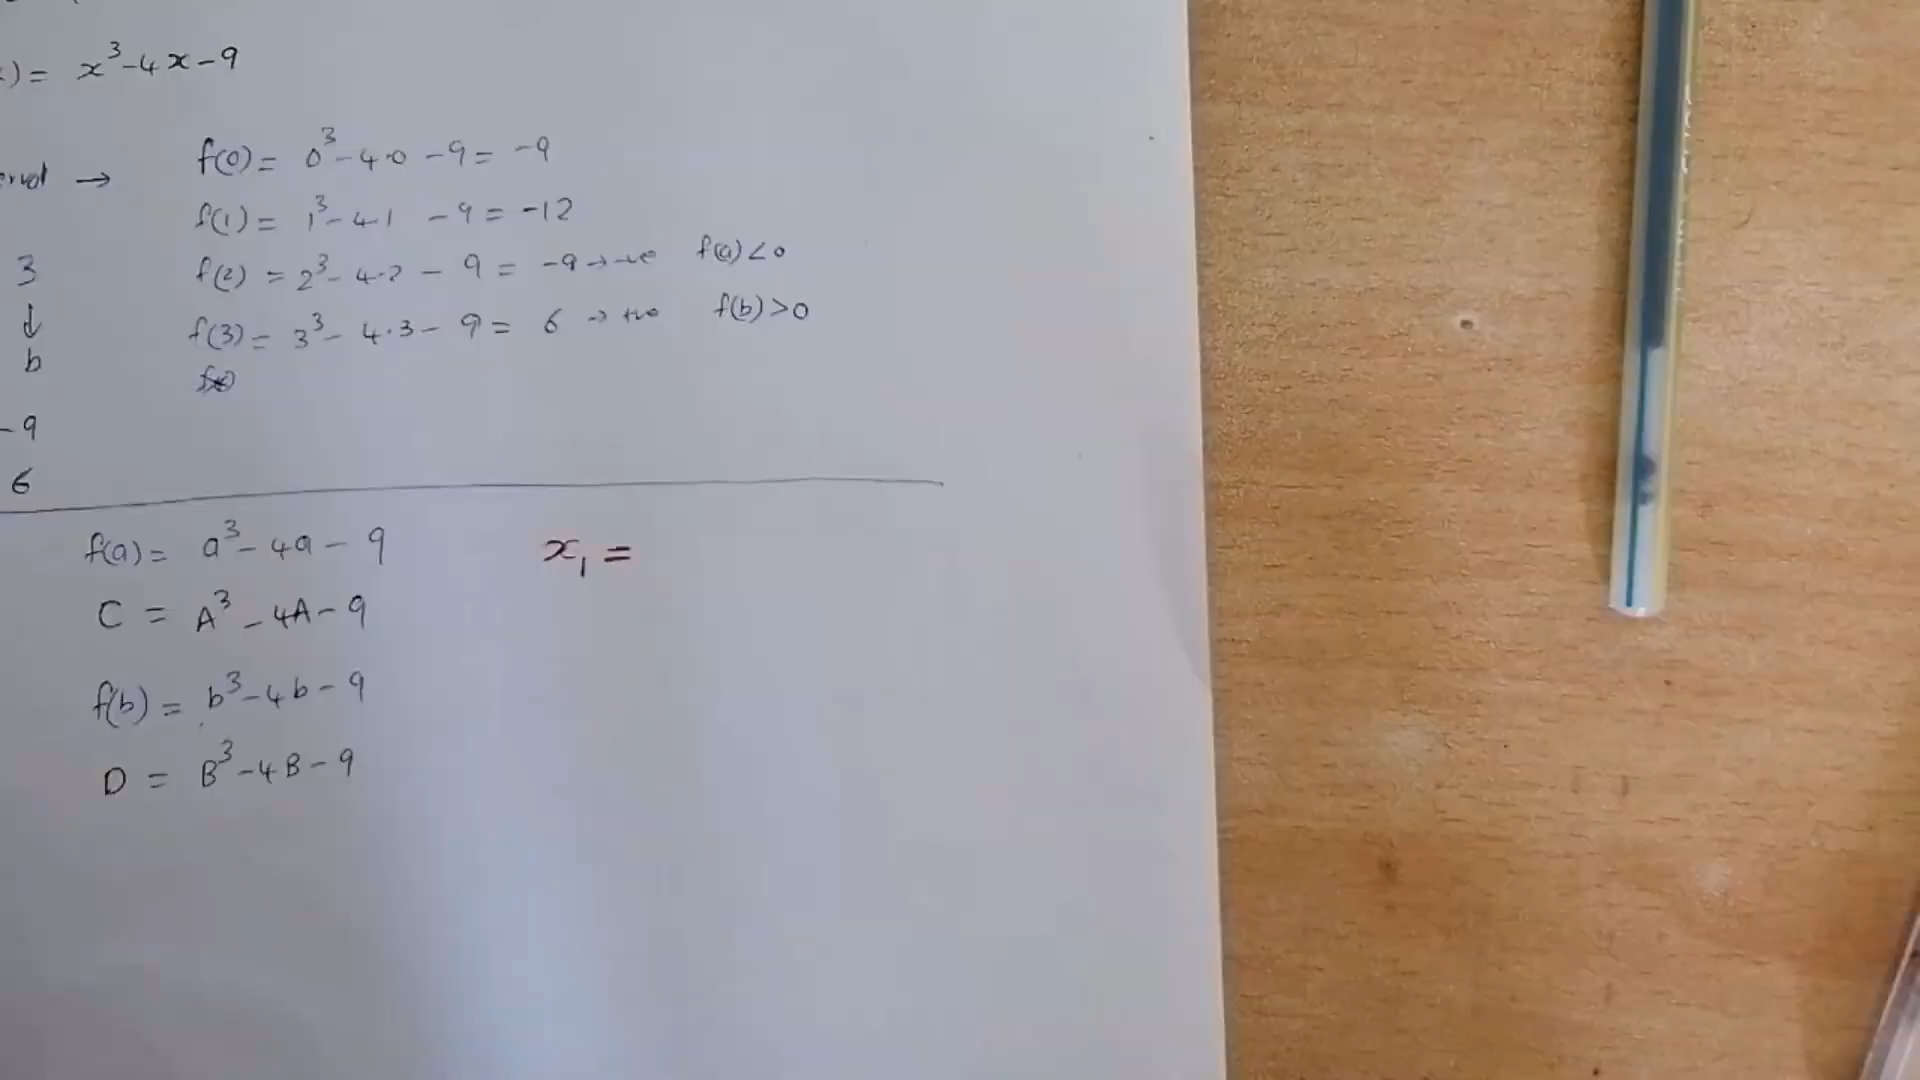 ) = x³-4x-9
f(0) = 0³-4·0 -9 = -9
→
f(1) = 1³-4·1 -9 = -12
3
f(2) = 2³-4·2 - 9 = -9 → -ve f(a)<0
↓
f(3) = 3³- 4·3 - 9 = 6 → +ve f(b)>0
b
-9
6
f(a) = a³-4a-9
x₁ =
C = A³-4A-9
f(b) = b³-4b-9
D = B³-4B-9